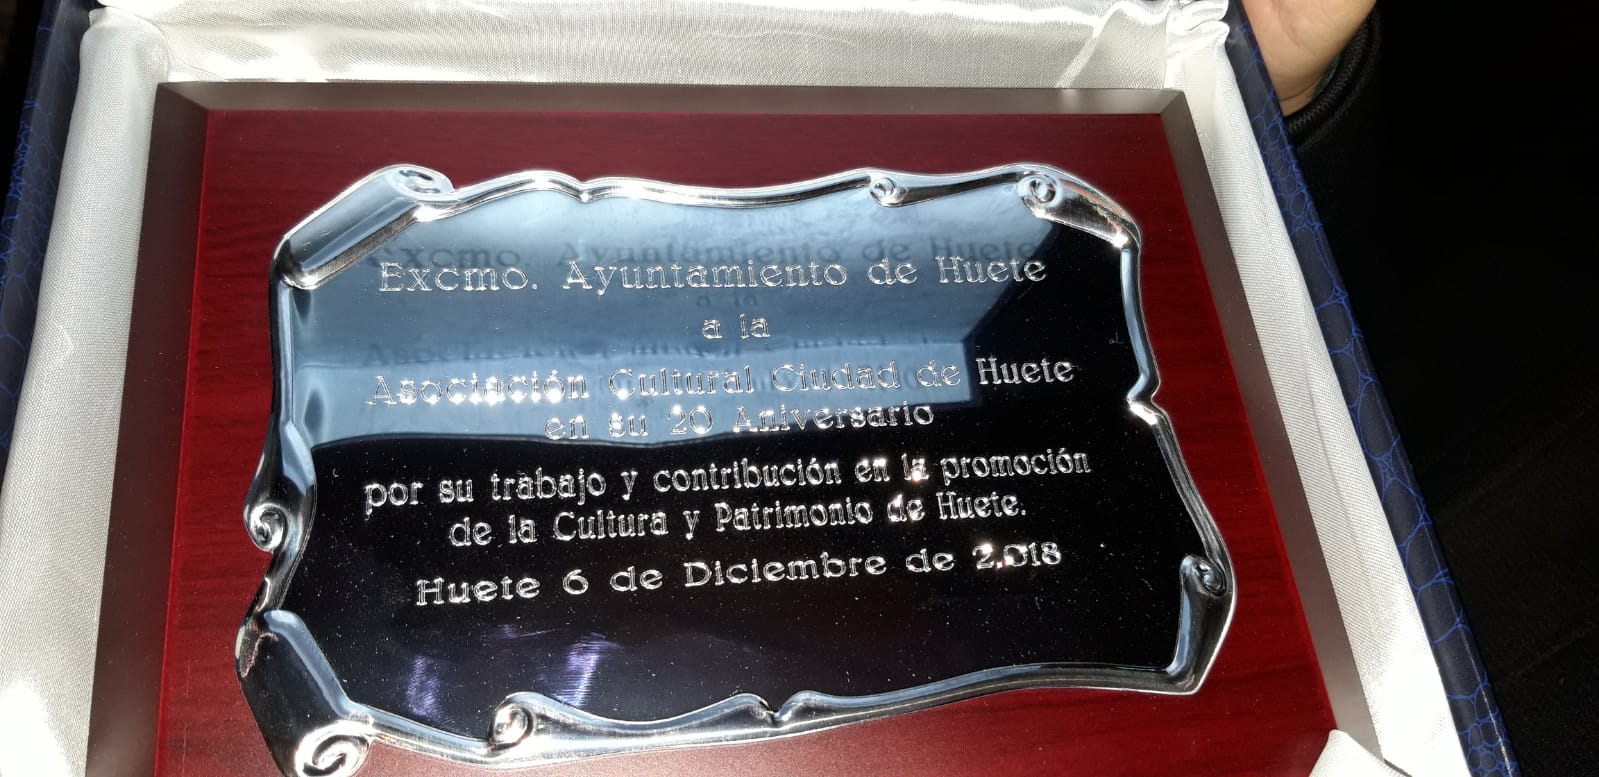 Excmo. Ayuntamiento de Huete
a la
Asociación Cultural Ciudad de Huete
en su 20 Aniversario
por su trabajo y contribución en la promoción
de la Cultura y Patrimonio de Huete.
Huete 6 de Diciembre de 2.018